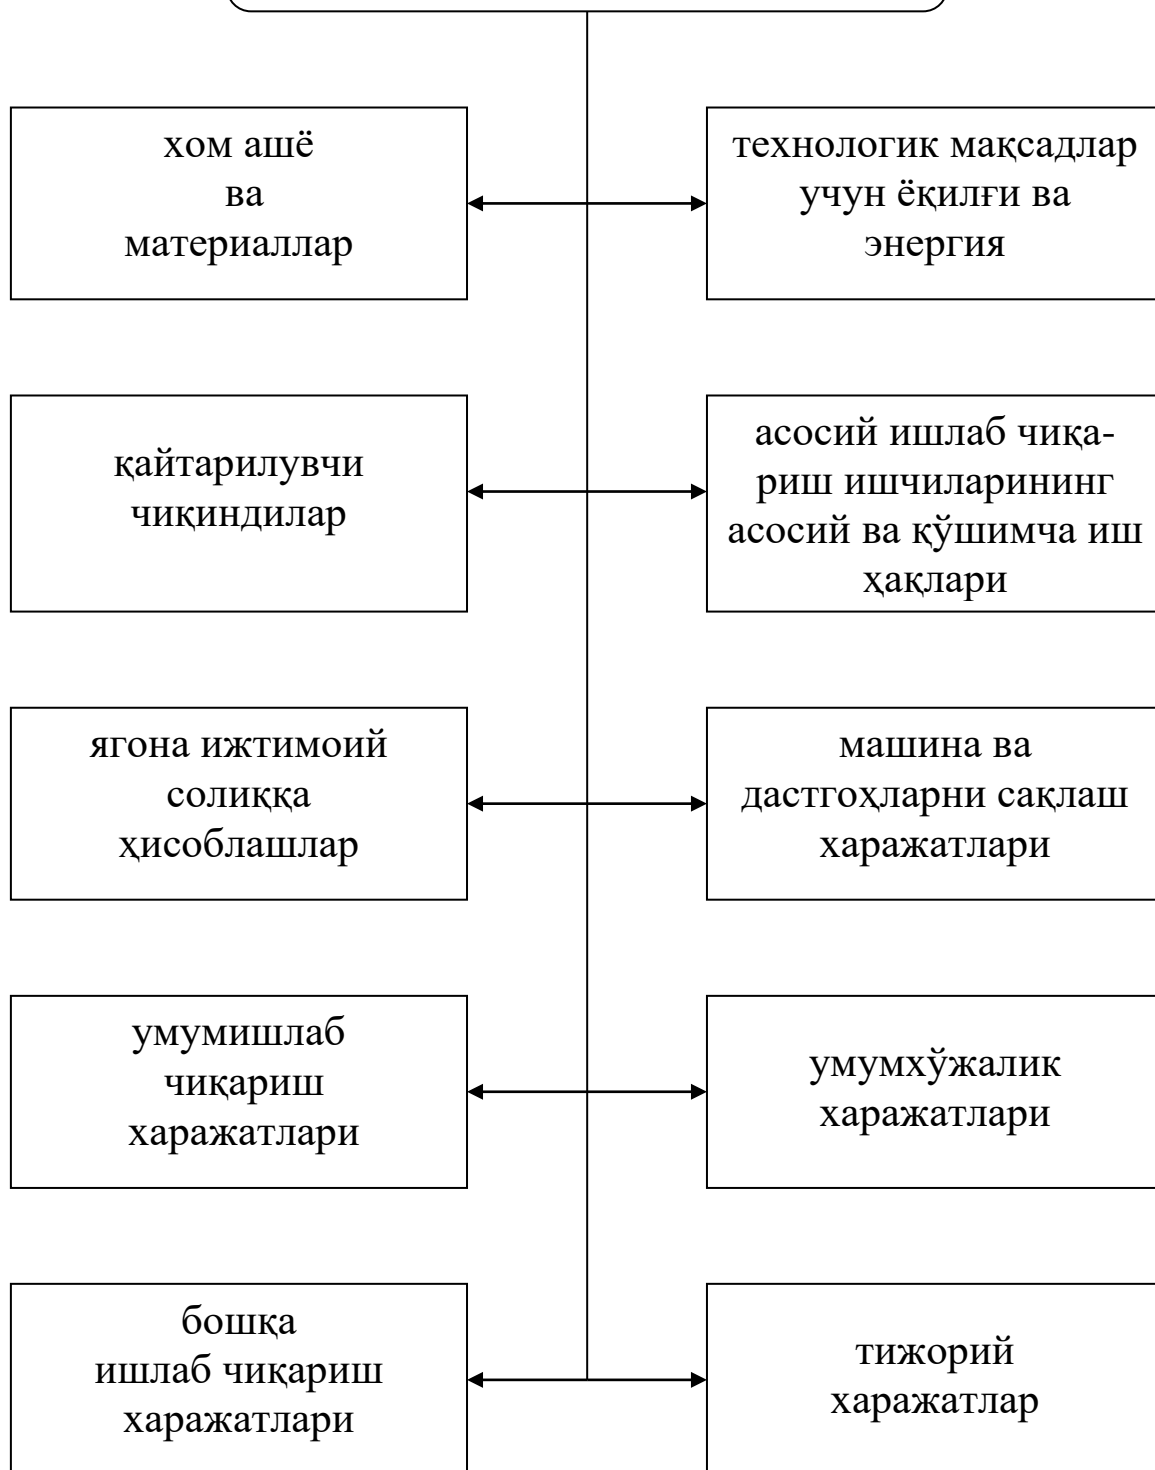 хом ашё
ва
материаллар
технологик мақсадлар
учун ёқилғи ва
энергия
қайтарилувчи
чиқиндилар
асосий ишлаб чиқа-
риш ишчиларининг
асосий ва қўшимча иш
ҳақлари
ягона ижтимоий
солиққа
ҳисоблашлар
машина ва
дастгоҳларни сақлаш
харажатлари
умумишлаб
чиқариш
харажатлари
умумхўжалик
харажатлари
бошқа
ишлаб чиқариш
харажатлари
тижорий
харажатлар